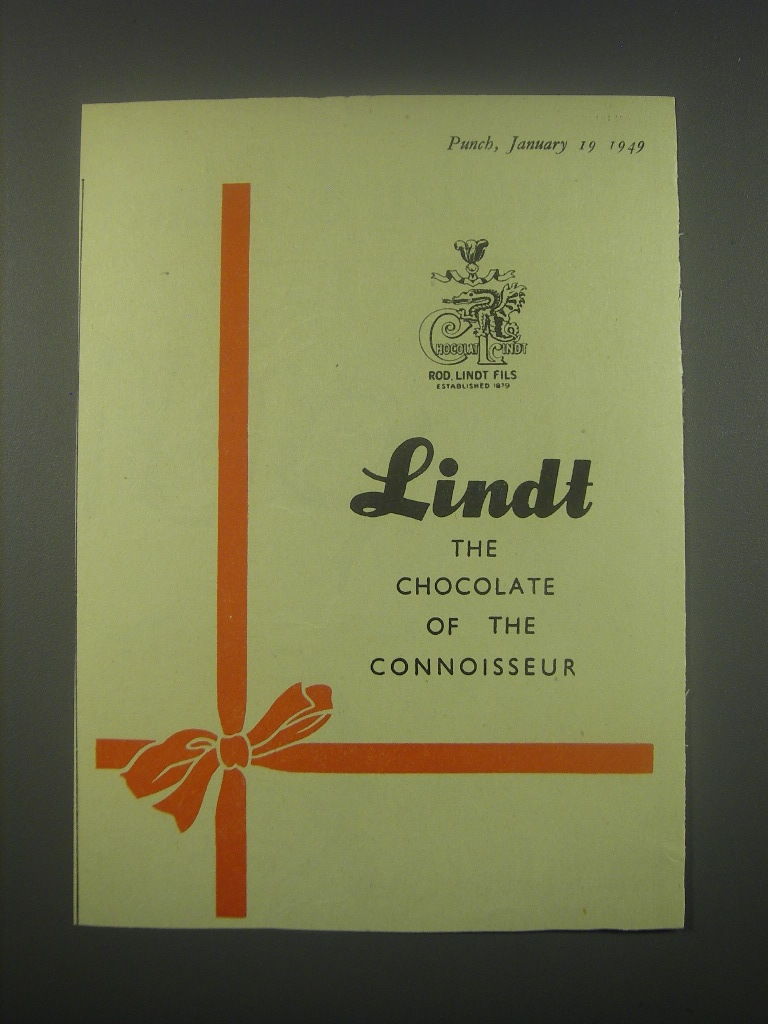 Punch, January 19 1949
CHOCOLAT LINDT
ROD. LINDT FILS
ESTABLISHED 1879
Lindt
THE
CHOCOLATE
OF THE
CONNOISSEUR